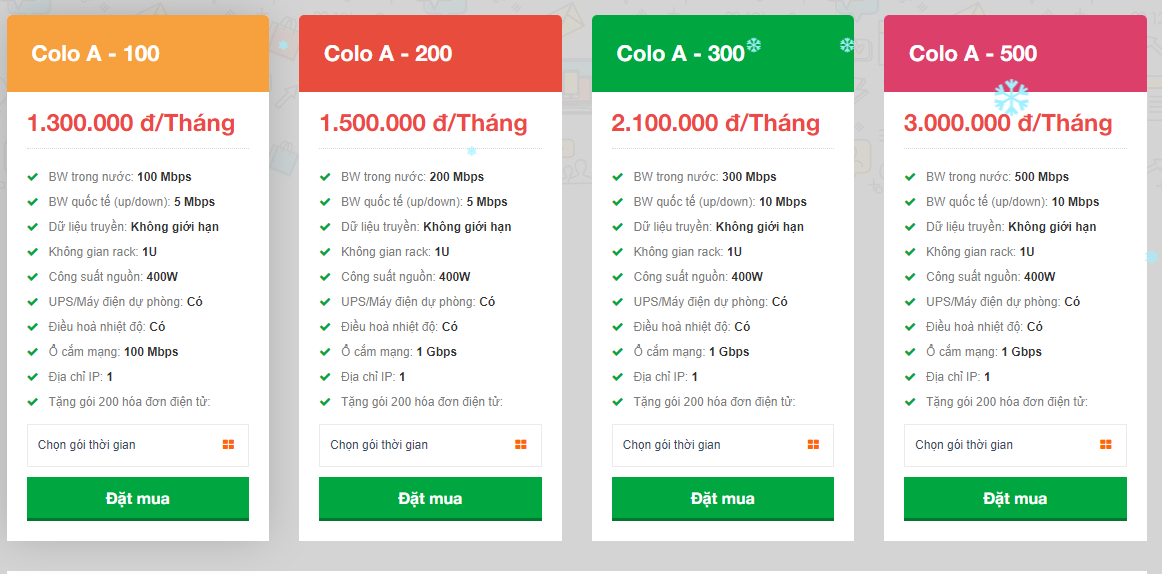 Colo A - 100
1.300.000 đ/Tháng
BW trong nước: 100 Mbps
BW quốc tế (up/down): 5 Mbps
Dữ liệu truyền: Không giới hạn
Không gian rack: 1U
Công suất nguồn: 400W
UPS/Máy điện dự phòng: Có
Điều hoà nhiệt độ: Có
Ổ cắm mạng: 100 Mbps
Địa chỉ IP: 1
Tặng gói 200 hóa đơn điện tử:
Chọn gói thời gian
Đặt mua
Colo A - 200
1.500.000 đ/Tháng
BW trong nước: 200 Mbps
BW quốc tế (up/down): 5 Mbps
Dữ liệu truyền: Không giới hạn
Không gian rack: 1U
Công suất nguồn: 400W
UPS/Máy điện dự phòng: Có
Điều hoà nhiệt độ: Có
Ổ cắm mạng: 1 Gbps
Địa chỉ IP: 1
Tặng gói 200 hóa đơn điện tử:
Chọn gói thời gian
Đặt mua
Colo A - 300
2.100.000 đ/Tháng
BW trong nước: 300 Mbps
BW quốc tế (up/down): 10 Mbps
Dữ liệu truyền: Không giới hạn
Không gian rack: 1U
Công suất nguồn: 400W
UPS/Máy điện dự phòng: Có
Điều hoà nhiệt độ: Có
Ổ cắm mạng: 1 Gbps
Địa chỉ IP: 1
Tặng gói 200 hóa đơn điện tử:
Chọn gói thời gian
Đặt mua
Colo A - 500
3.000.000 đ/Tháng
BW trong nước: 500 Mbps
BW quốc tế (up/down): 10 Mbps
Dữ liệu truyền: Không giới hạn
Không gian rack: 1U
Công suất nguồn: 400W
UPS/Máy điện dự phòng: Có
Điều hoà nhiệt độ: Có
Ổ cắm mạng: 1 Gbps
Địa chỉ IP: 1
Tặng gói 200 hóa đơn điện tử:
Chọn gói thời gian
Đặt mua